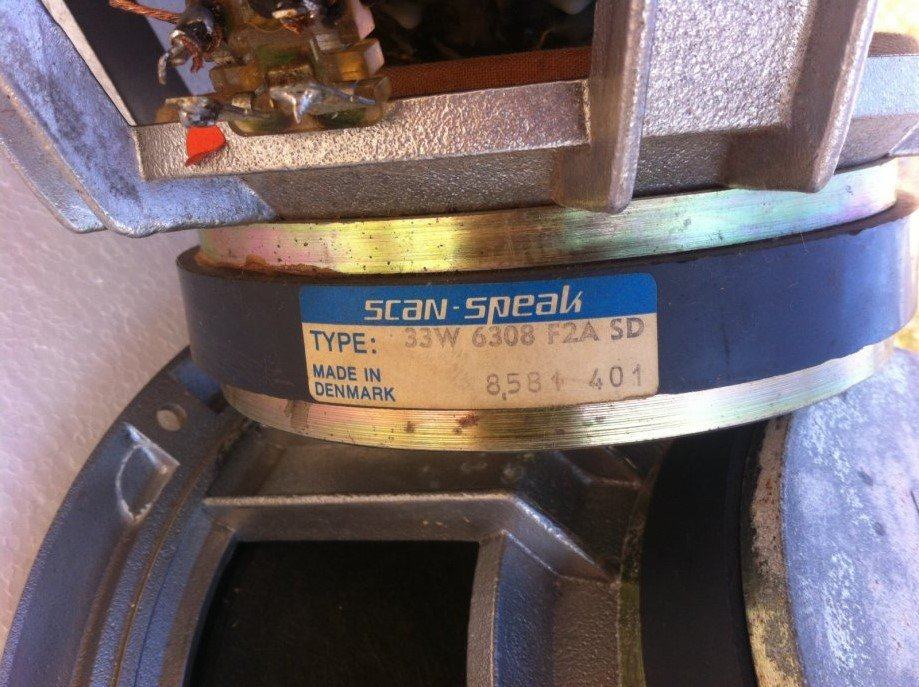 scan-speak
TYPE: 33W 6308 F2A SD
MADE IN
DENMARK 8581 401